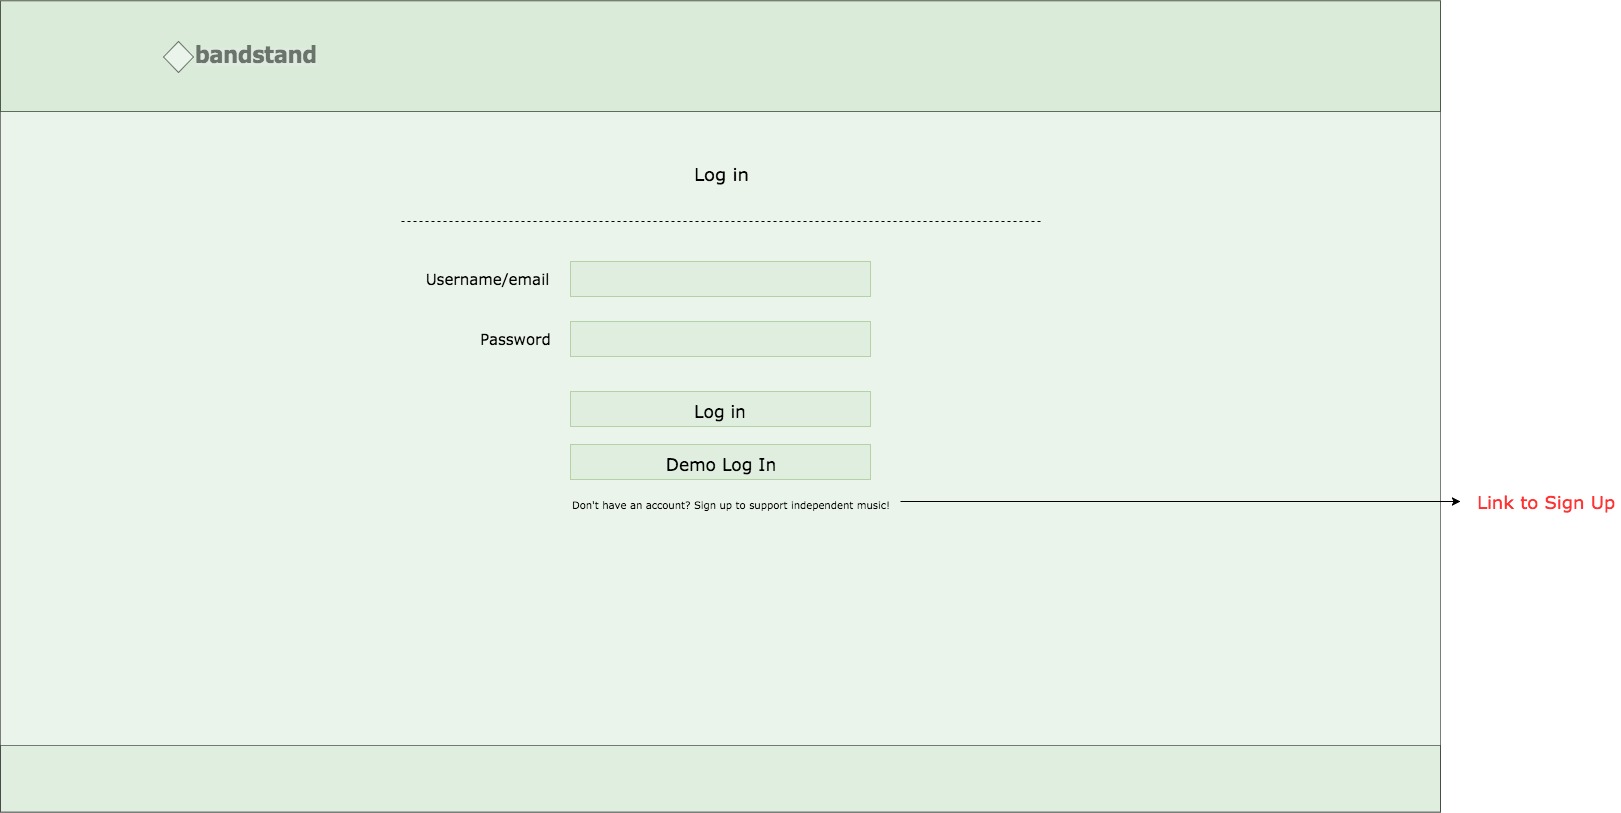 bandstand
Log in
Username/email
Password
Log in
Demo Log In
Don't have an account? Sign up to support independent music!
Link to Sign Up